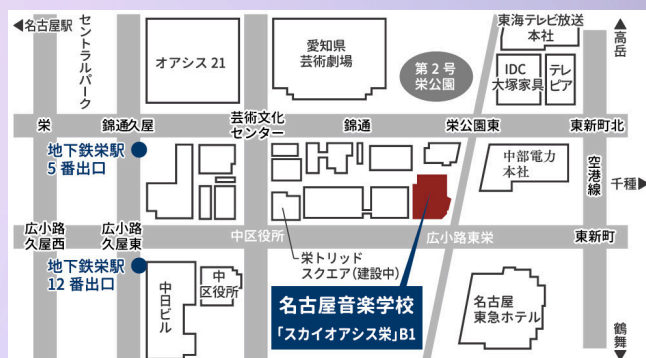 ◀名古屋駅
セントラルパーク
オアシス 21
愛知県
芸術劇場
第2号
栄公園
東海テレビ放送
本社
IDC
大塚家具
テレ
ピア
▲高岳
栄
錦通久屋
芸術文化
センター
錦通
栄公園東
東新町北
地下鉄栄駅
5 番出口
中部電力
本社
空港線
千種▶
広小路
久屋西
広小路
久屋東
中区役所
広小路東栄
東新町
栄トリッド
スクエア(建設中)
地下鉄栄駅
12 番出口
中日ビル
中
区役所
名古屋音楽学校
「スカイオアシス栄」B1
名古屋
東急ホテル
鶴舞▼